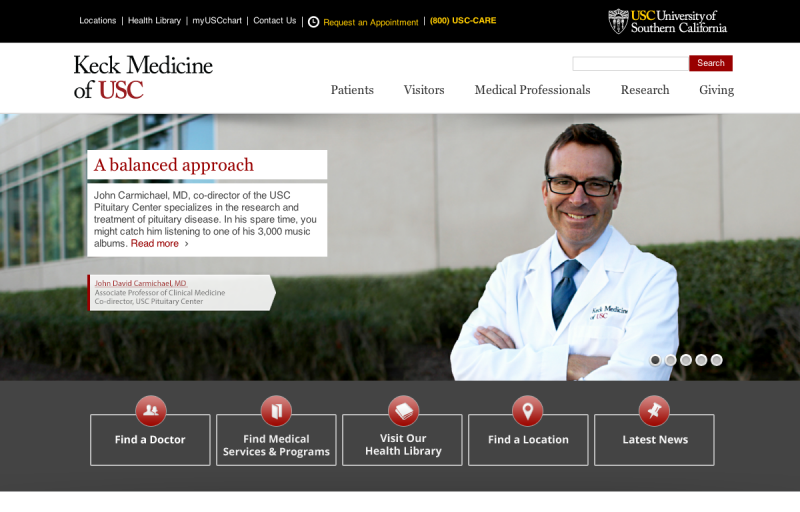 Locations | Health Library | myUSCchart | Contact Us | Request an Appointment | (800) USC-CARE
USC University of
Southern California
Keck Medicine
of USC
Search
Patients Visitors Medical Professionals Research Giving
A balanced approach
John Carmichael, MD, co-director of the USC
Pituitary Center specializes in the research and
treatment of pituitary disease. In his spare time, you
might catch him listening to one of his 3,000 music
albums. Read more ›
John David Carmichael, MD
Associate Professor of Clinical Medicine
Co-director, USC Pituitary Center
Keck Medicine
of USC
Find a Doctor
Find Medical
Services & Programs
Visit Our
Health Library
Find a Location
Latest News